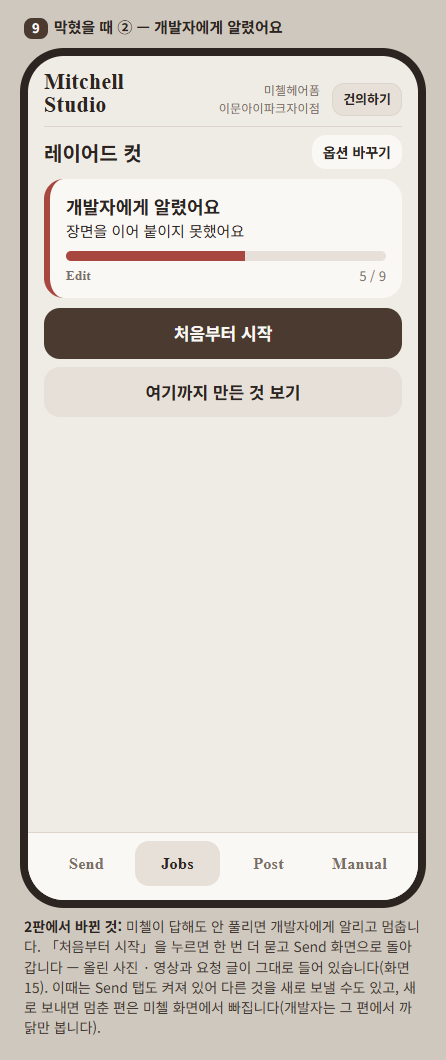 9 막혔을 때 ② — 개발자에게 알렸어요
Mitchell
Studio
미첼헤어폼
이문아이파크자이점
건의하기
레이어드 컷
옵션 바꾸기
개발자에게 알렸어요
장면을 이어 붙이지 못했어요
Edit
5 / 9
처음부터 시작
여기까지 만든 것 보기
Send
Jobs
Post
Manual
2판에서 바뀐 것: 미첼이 답해도 안 풀리면 개발자에게 알리고 멈춥니
다. 「처음부터 시작」을 누르면 한 번 더 묻고 Send 화면으로 돌아
갑니다 — 올린 사진 · 영상과 요청 글이 그대로 들어 있습니다(화면
15). 이때는 Send 탭도 켜져 있어 다른 것을 새로 보낼 수도 있고, 새
로 보내면 멈춘 편은 미첼 화면에서 빠집니다(개발자는 그 편에서 까
닭만 봅니다).